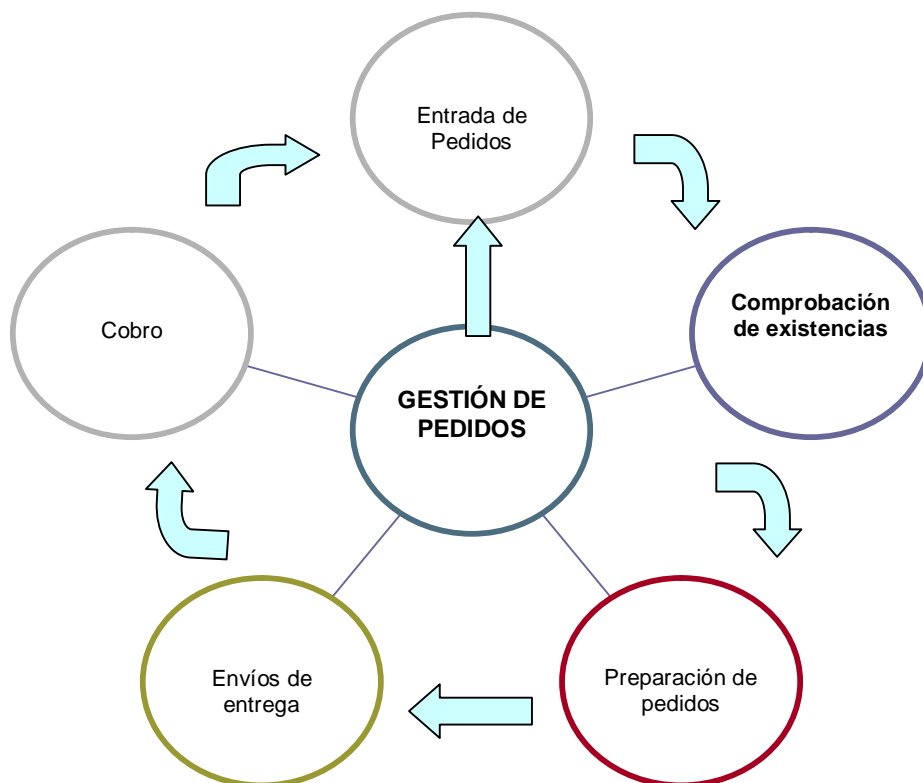 Entrada de
Pedidos
Comprobación
de existencias
Cobro
GESTIÓN DE
PEDIDOS
Preparación de
pedidos
Envíos de
entrega